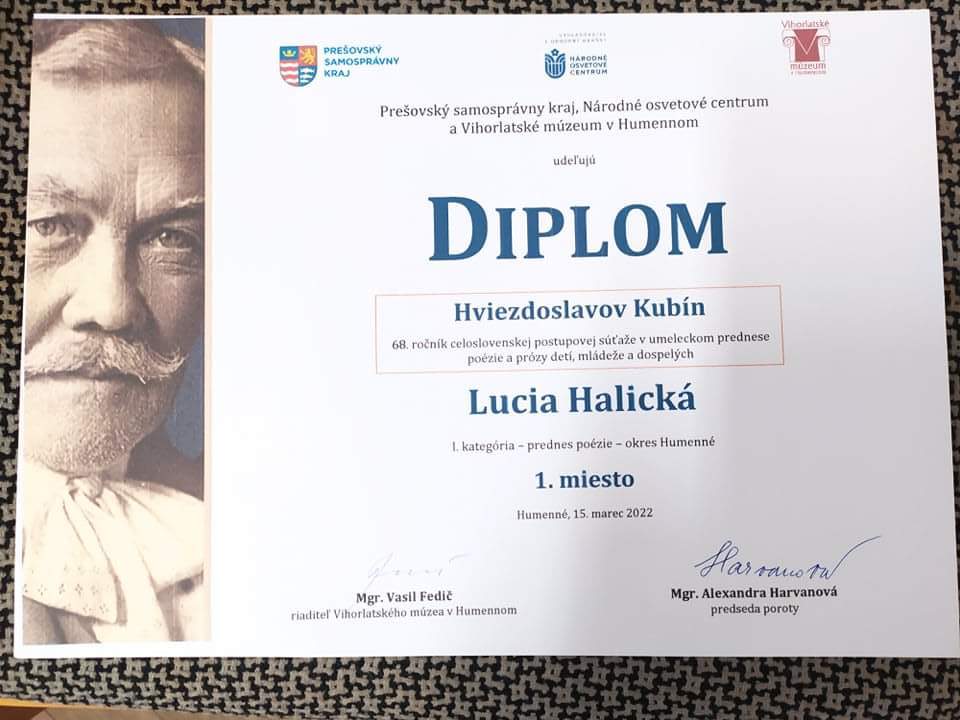 PREŠOVSKÝ
SAMOSPRÁVNY
KRAJ
NÁRODNÉ
OSVETOVÉ
CENTRUM
Vihorlatské
múzeum
Prešovský samosprávny kraj, Národné osvetové centrum
a Vihorlatské múzeum v Humennom
udeľujú
DIPLOM
Hviezdoslavov Kubín
68. ročník celoslovenskej postupovej súťaže v umeleckom prednese
poézie a prózy detí, mládeže a dospelých
Lucia Halická
I. kategória – prednes poézie – okres Humenné
1. miesto
Humenné, 15. marec 2022
Harvanová
Mgr. Vasil Fedič
riaditeľ Vihorlatského múzea v Humennom
Mgr. Alexandra Harvanová
predseda poroty